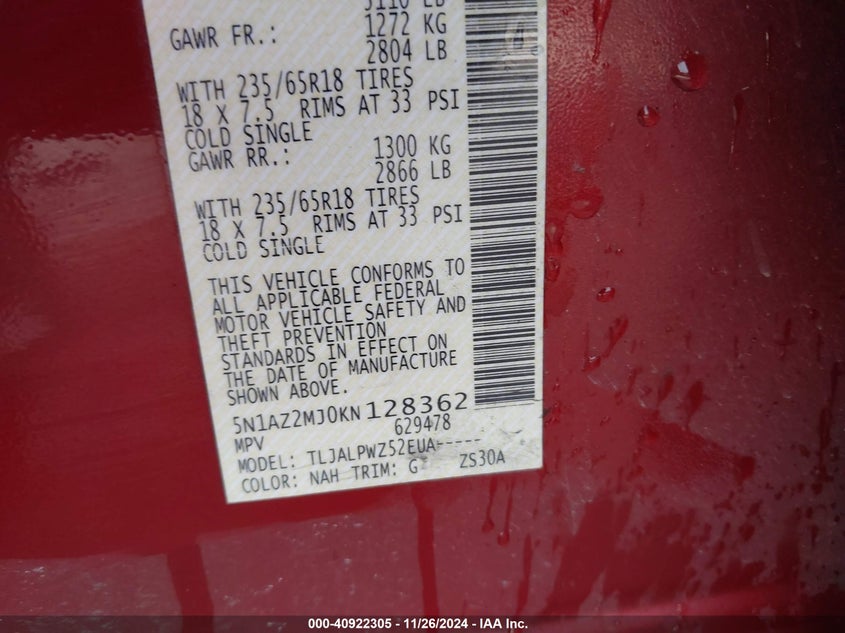 5110 LB
GAWR FR.: 1272 KG
2804 LB
WITH 235/65R18 TIRES
18 X 7.5 RIMS AT 33 PSI
COLD SINGLE
GAWR RR.: 1300 KG
2866 LB
WITH 235/65R18 TIRES
18 X 7.5 RIMS AT 33 PSI
COLD SINGLE
THIS VEHICLE CONFORMS TO
ALL APPLICABLE FEDERAL
MOTOR VEHICLE SAFETY AND
THEFT PREVENTION
STANDARDS IN EFFECT ON
THE DATE OF MANUFACTURE
SHOWN ABOVE.
5N1AZ2MJ0KN128362
MPV 629478
MODEL: TLJALPWZ52EUA-----
COLOR: NAH TRIM: G ZS30A
000-40922305 - 11/26/2024 - IAA Inc.